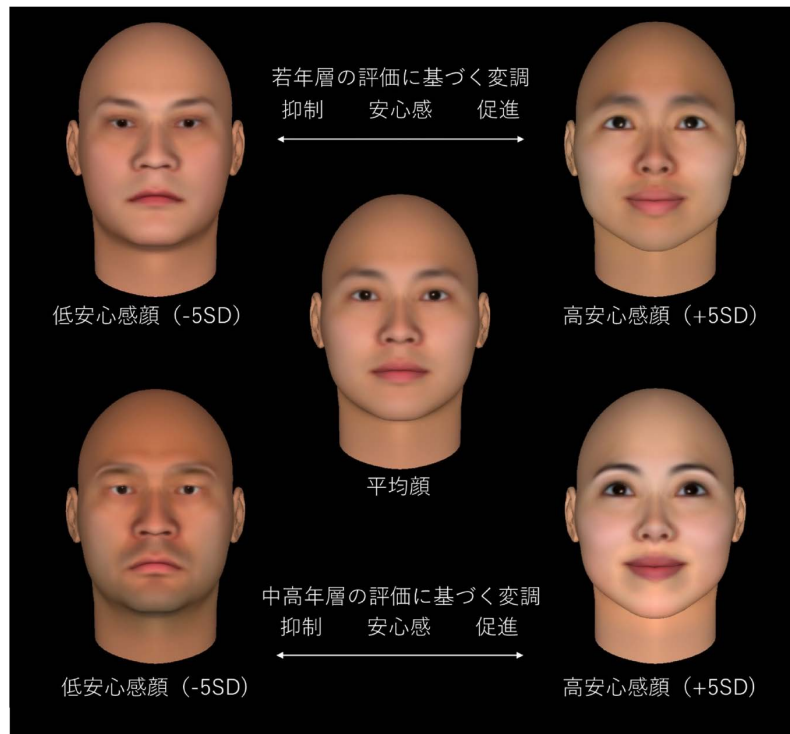 若年層の評価に基づく変調
抑制 安心感 促進
低安心感顔（-5SD）
高安心感顔（+5SD）
平均顔
中高年層の評価に基づく変調
抑制 安心感 促進
低安心感顔（-5SD）
高安心感顔（+5SD）